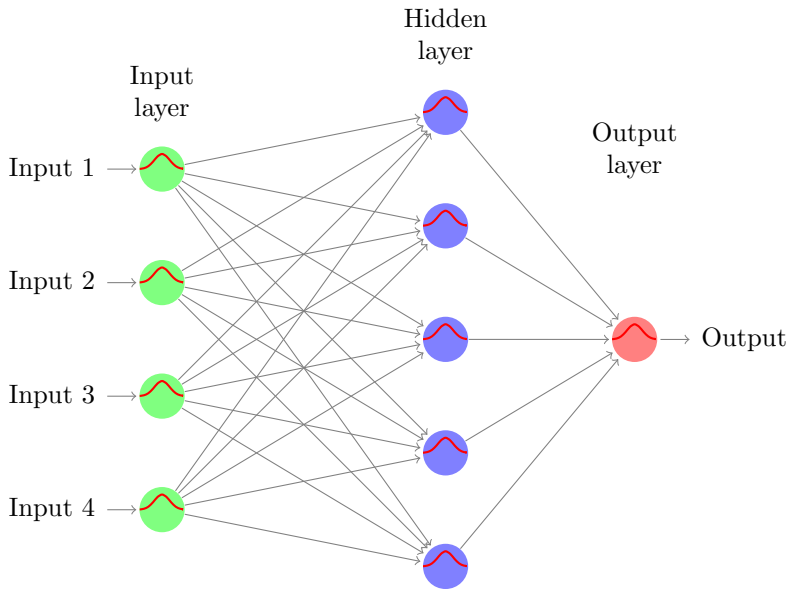 Hidden
layer
Input
layer
Output
layer
Input 1
Input 2
Input 3
Input 4
Output